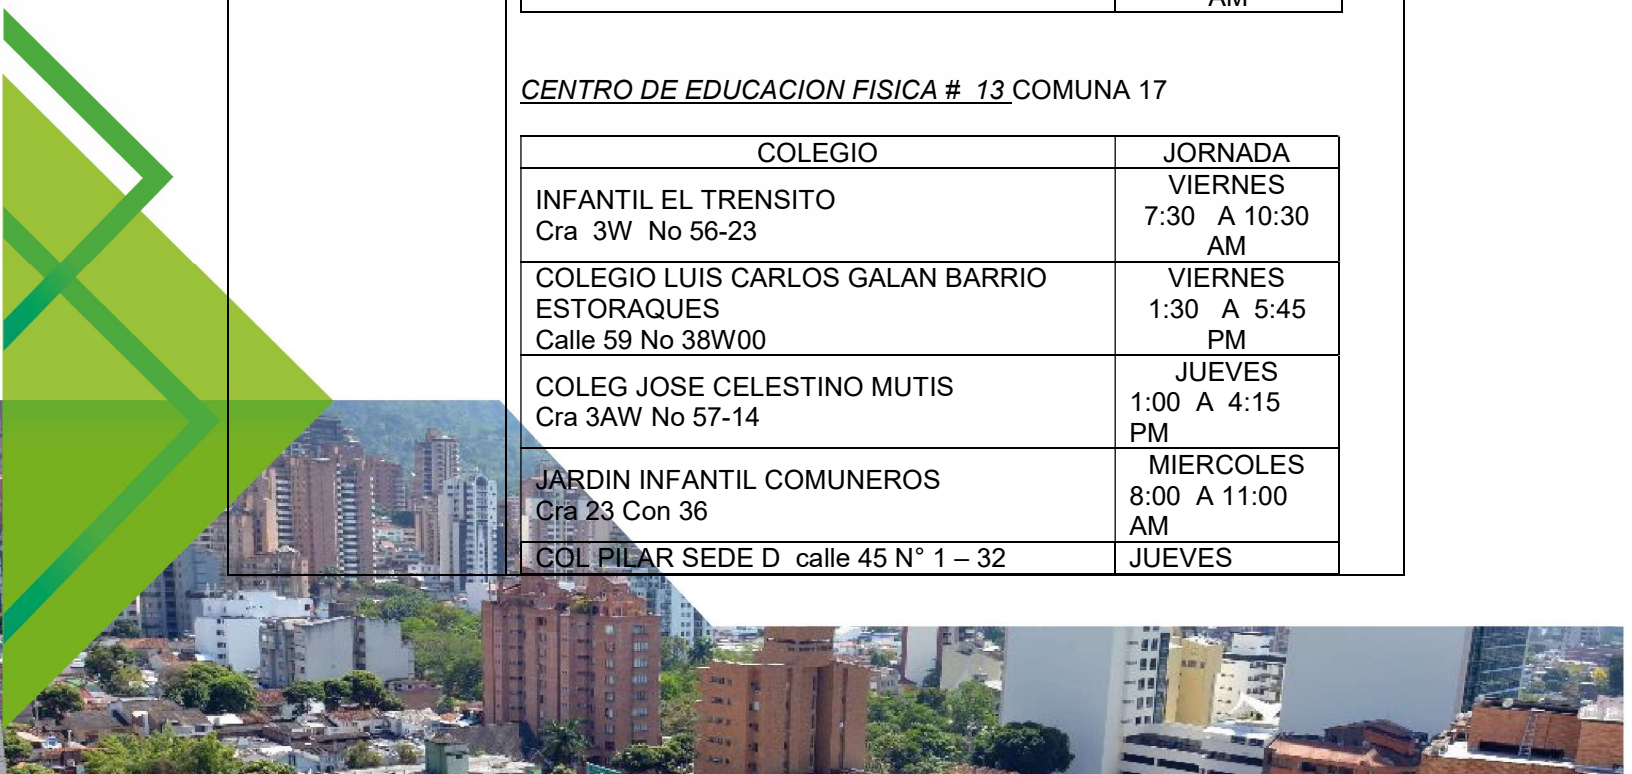 AM
CENTRO DE EDUCACION FISICA # 13 COMUNA 17
COLEGIO JORNADA
INFANTIL EL TRENSITO
Cra 3W No 56-23
VIERNES
7:30 A 10:30
AM
COLEGIO LUIS CARLOS GALAN BARRIO
ESTORAQUES
Calle 59 No 38W00
VIERNES
1:30 A 5:45
PM
COLEG JOSE CELESTINO MUTIS
Cra 3AW No 57-14
JUEVES
1:00 A 4:15
PM
JARDIN INFANTIL COMUNEROS
Cra 23 Con 36
MIERCOLES
8:00 A 11:00
AM
COL PILAR SEDE D calle 45 N° 1 – 32
JUEVES